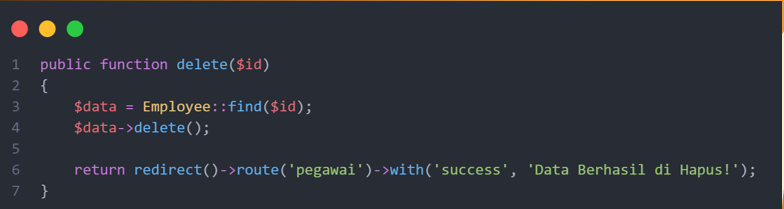 1 public function delete($id)
2 {
3     $data = Employee::find($id);
4     $data->delete();
5
6     return redirect()->route('pegawai')->with('success', 'Data Berhasil di Hapus!');
7 }